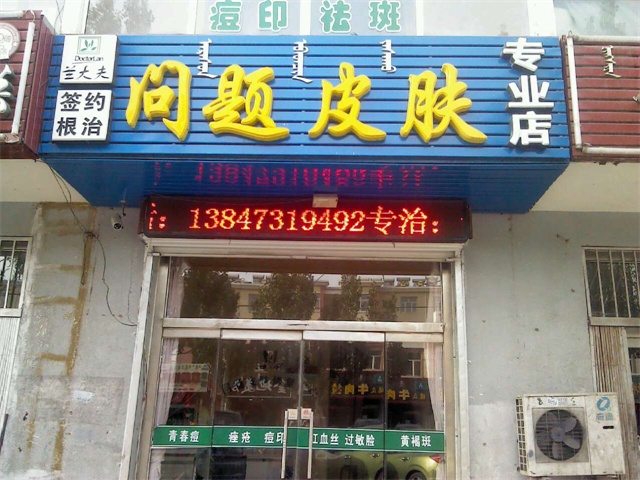 痘印 祛斑
DoctorLan
兰大夫
签约
根治
问题皮肤
专业店
13847319492专治：
青春痘
痤疮 痘印
红血丝 过敏脸
黄褐斑